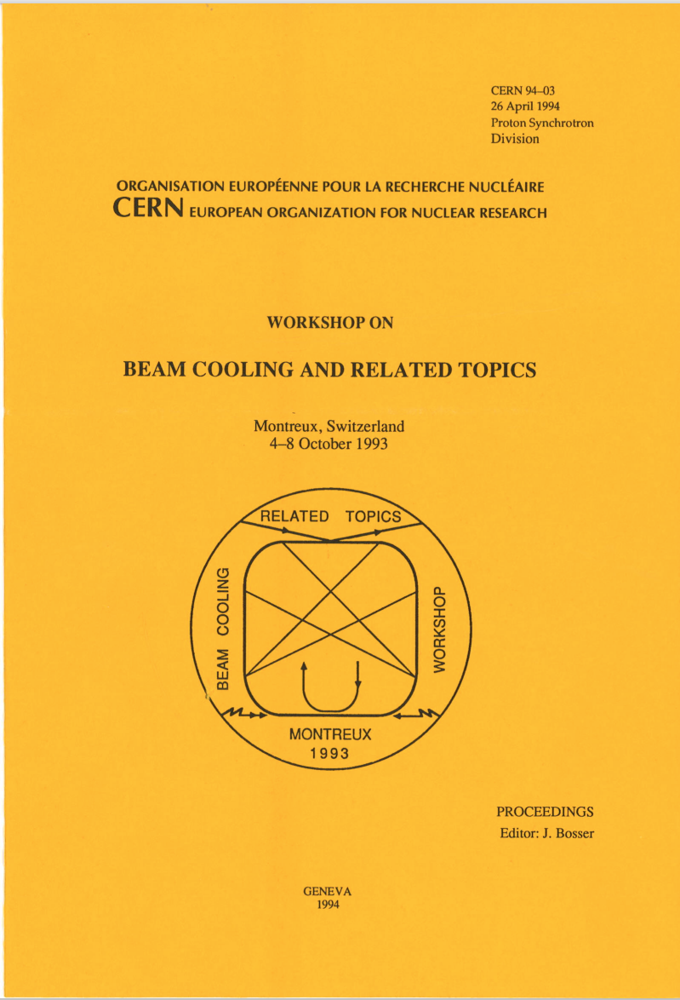 CERN 94–03
26 April 1994
Proton Synchrotron
Division
ORGANISATION EUROPÉENNE POUR LA RECHERCHE NUCLÉAIRE
CERN EUROPEAN ORGANIZATION FOR NUCLEAR RESEARCH
WORKSHOP ON
BEAM COOLING AND RELATED TOPICS
Montreux, Switzerland
4–8 October 1993
RELATED TOPICS
BEAM COOLING
WORKSHOP
MONTREUX
1993
PROCEEDINGS
Editor: J. Bosser
GENEVA
1994